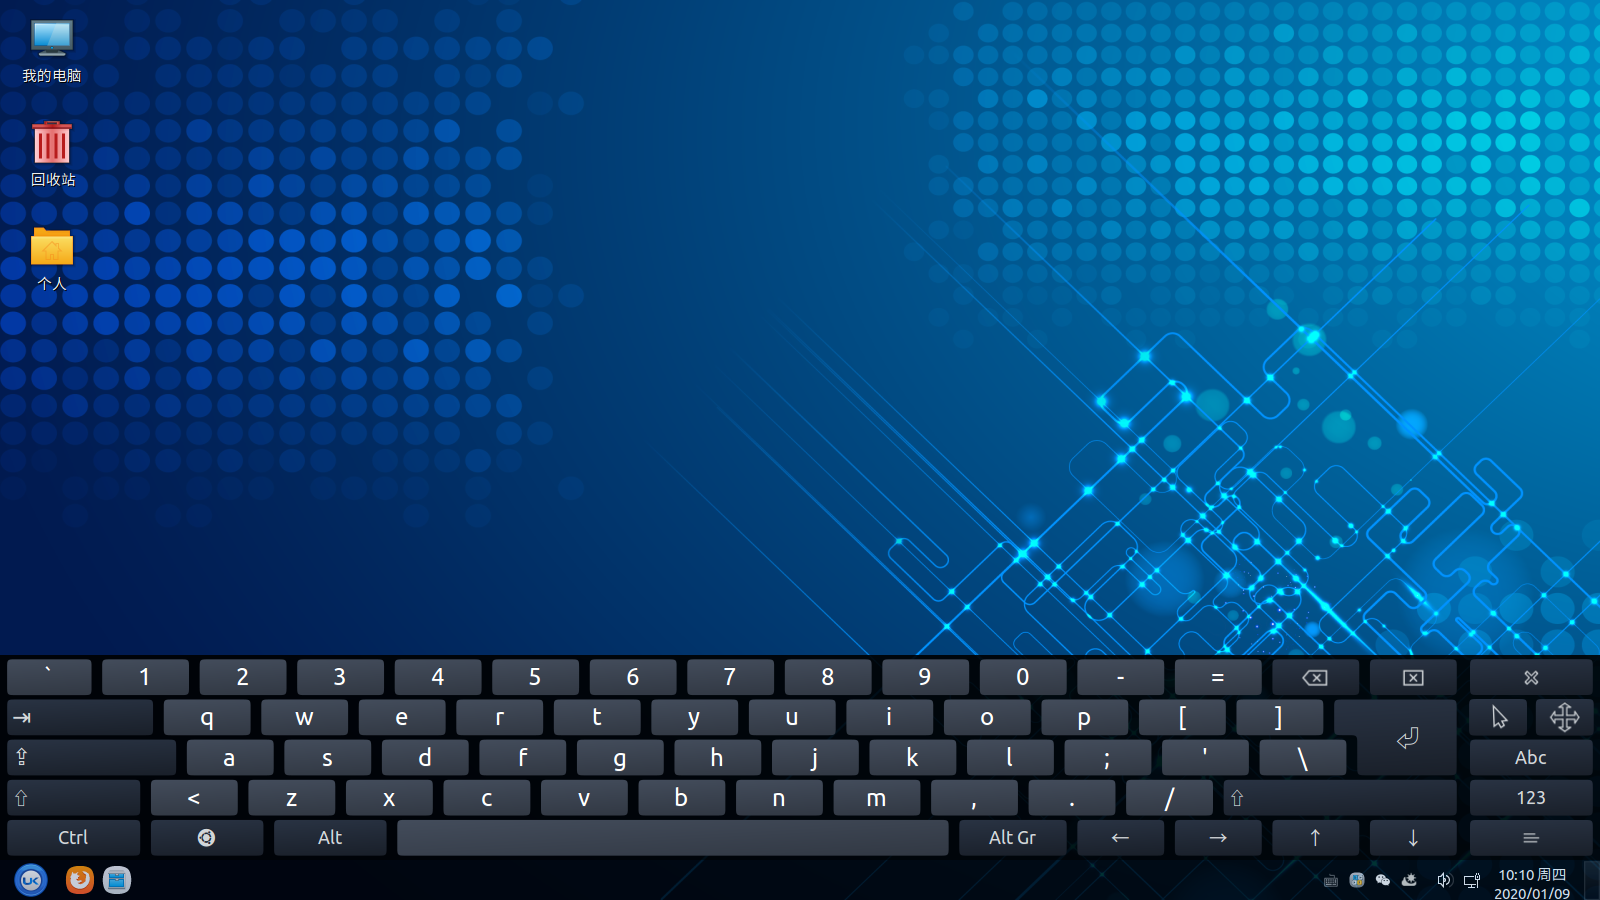 我的电脑
回收站
个人
` 1 2 3 4 5 6 7 8 9 0 - =
q w e r t y u i o p [ ]
a s d f g h j k l ; ' \ Abc
< z x c v b n m , . / 123
Ctrl Alt Alt Gr ← → ↑ ↓
UK
10:10 周四
2020/01/09